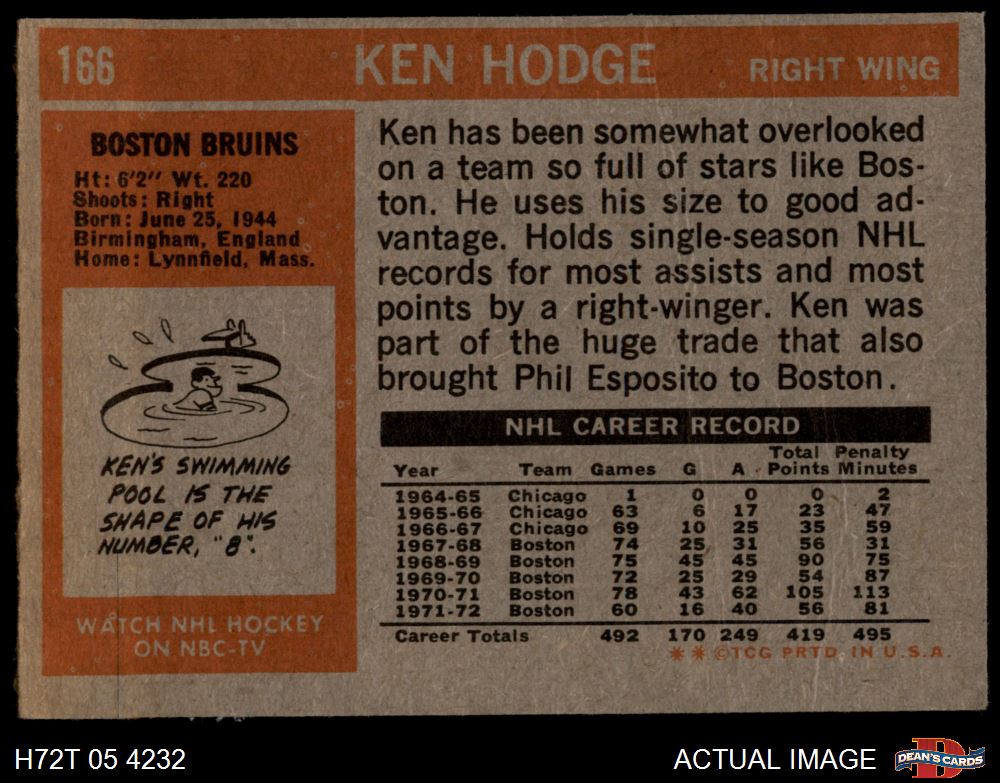 166 KEN HODGE RIGHT WING
BOSTON BRUINS
Ht: 6'2" Wt. 220
Shoots: Right
Born: June 25, 1944
Birmingham, England
Home: Lynnfield, Mass.
KEN'S SWIMMING
POOL IS THE
SHAPE OF HIS
NUMBER, "8".
WATCH NHL HOCKEY
ON NBC-TV
Ken has been somewhat overlooked
on a team so full of stars like Bos-
ton. He uses his size to good ad-
vantage. Holds single-season NHL
records for most assists and most
points by a right-winger. Ken was
part of the huge trade that also
brought Phil Esposito to Boston.
NHL CAREER RECORD
Total Penalty
Year Team Games G A Points Minutes
1964-65 Chicago 1 0 0 0 2
1965-66 Chicago 63 6 17 23 47
1966-67 Chicago 69 10 25 35 59
1967-68 Boston 74 25 31 56 31
1968-69 Boston 75 45 45 90 75
1969-70 Boston 72 25 29 54 87
1970-71 Boston 78 43 62 105 113
1971-72 Boston 60 16 40 56 81
Career Totals 492 170 249 419 495
* * ©TCG PRTD. IN U.S.A.
H72T 05 4232 ACTUAL IMAGE D DEAN'S CARDS